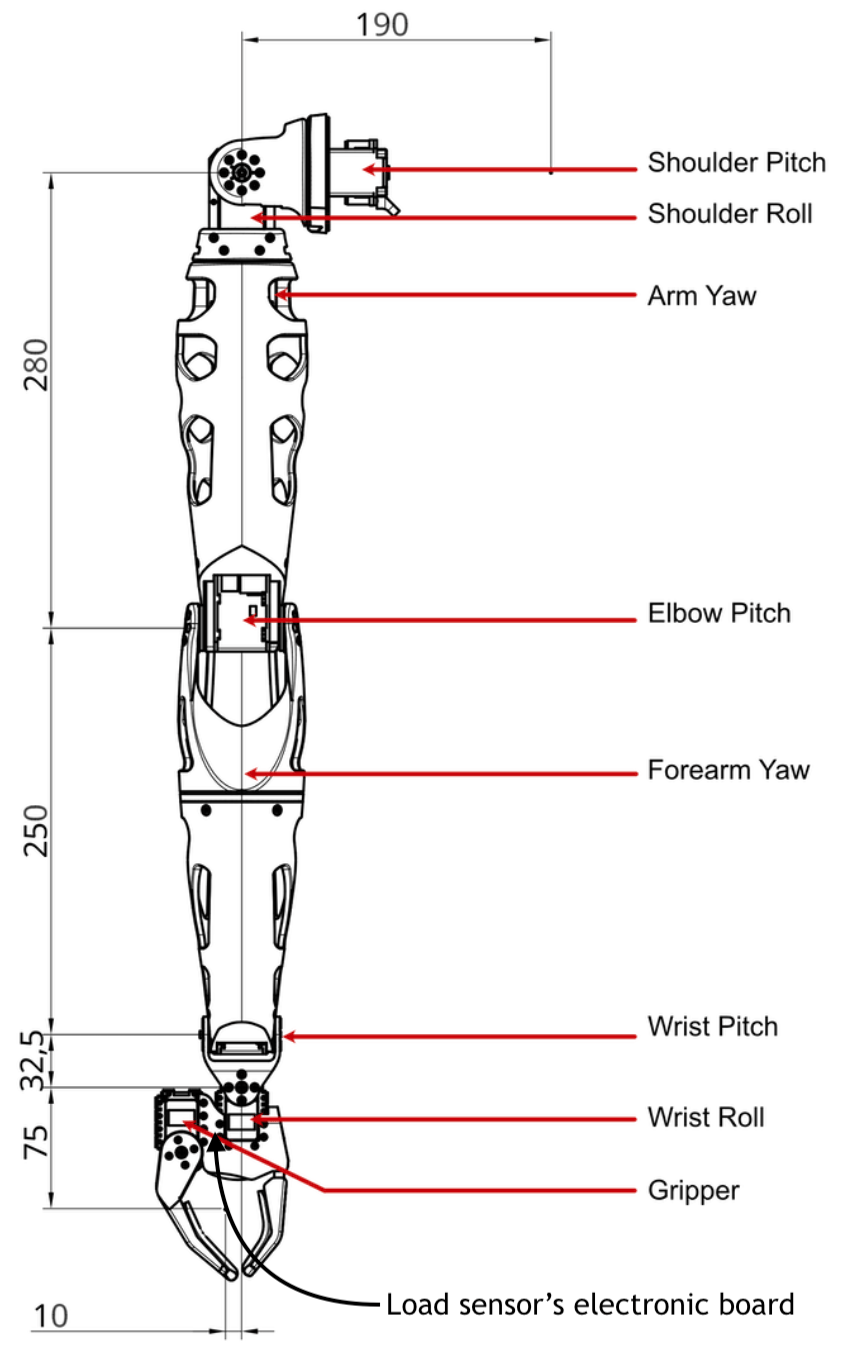 190
Shoulder Pitch
Shoulder Roll
Arm Yaw
280
Elbow Pitch
Forearm Yaw
250
Wrist Pitch
32,5
Wrist Roll
75
Gripper
Load sensor’s electronic board
10